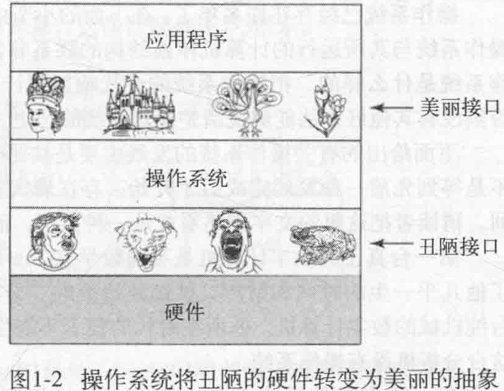 应用程序
美丽接口
操作系统
丑陋接口
硬件
图1-2 操作系统将丑陋的硬件转变为美丽的抽象